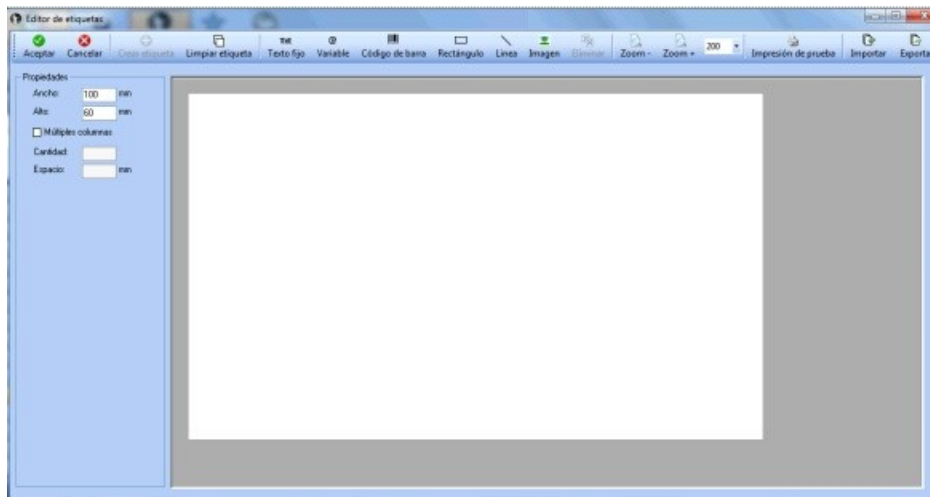 Editor de etiquetas
Aceptar Cancelar Crear etiqueta Limpiar etiqueta Texto fijo Variable Código de barra Rectángulo Linea Imagen Eliminar Zoom - Zoom + 200 Impresión de prueba Importar Exporta
Propiedades
Ancho: 100 mm
Alto: 60 mm
Múltiples columnas
Cantidad:
Espacio: mm